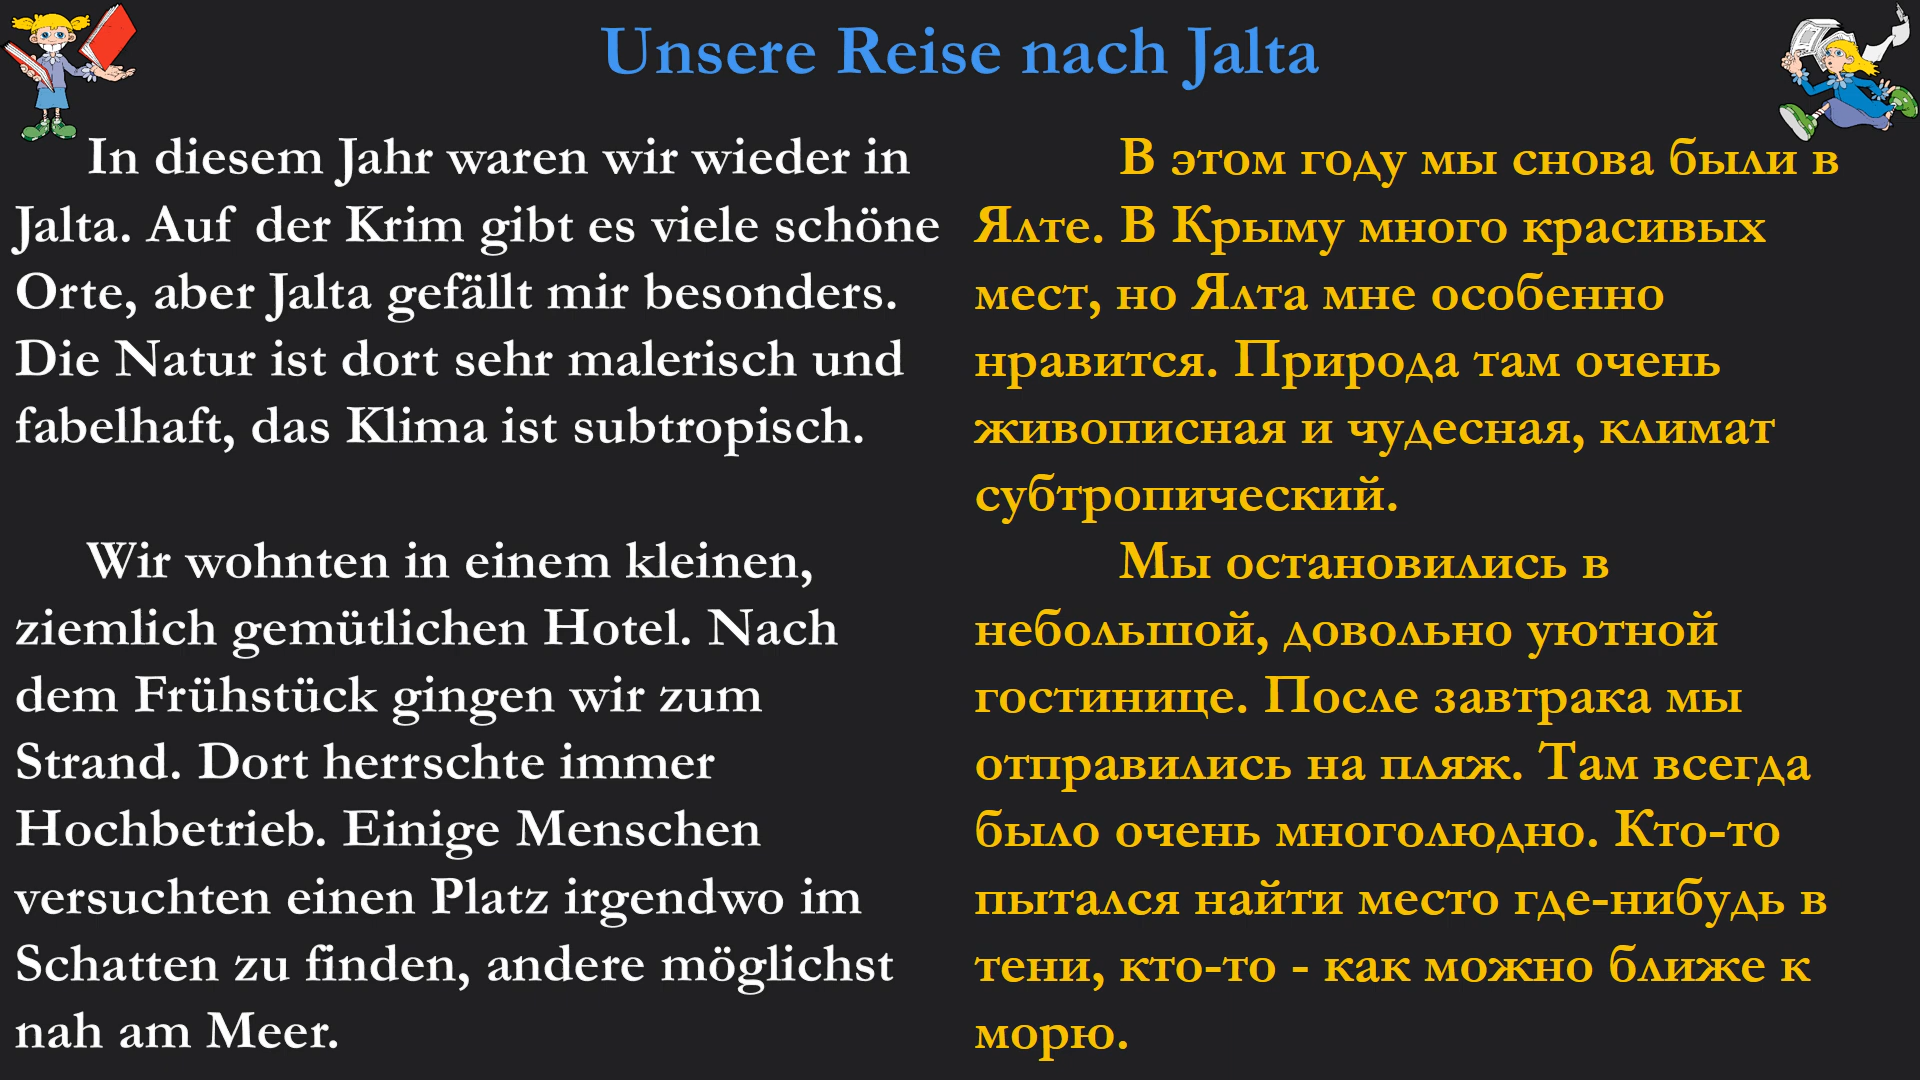 Unsere Reise nach Jalta
In diesem Jahr waren wir wieder in
Jalta. Auf der Krim gibt es viele schöne
Orte, aber Jalta gefällt mir besonders.
Die Natur ist dort sehr malerisch und
fabelhaft, das Klima ist subtropisch.
Wir wohnten in einem kleinen,
ziemlich gemütlichen Hotel. Nach
dem Frühstück gingen wir zum
Strand. Dort herrschte immer
Hochbetrieb. Einige Menschen
versuchten einen Platz irgendwo im
Schatten zu finden, andere möglichst
nah am Meer.
В этом году мы снова были в
Ялте. В Крыму много красивых
мест, но Ялта мне особенно
нравится. Природа там очень
живописная и чудесная, климат
субтропический.
Мы остановились в
небольшой, довольно уютной
гостинице. После завтрака мы
отправились на пляж. Там всегда
было очень многолюдно. Кто-то
пытался найти место где-нибудь в
тени, кто-то - как можно ближе к
морю.